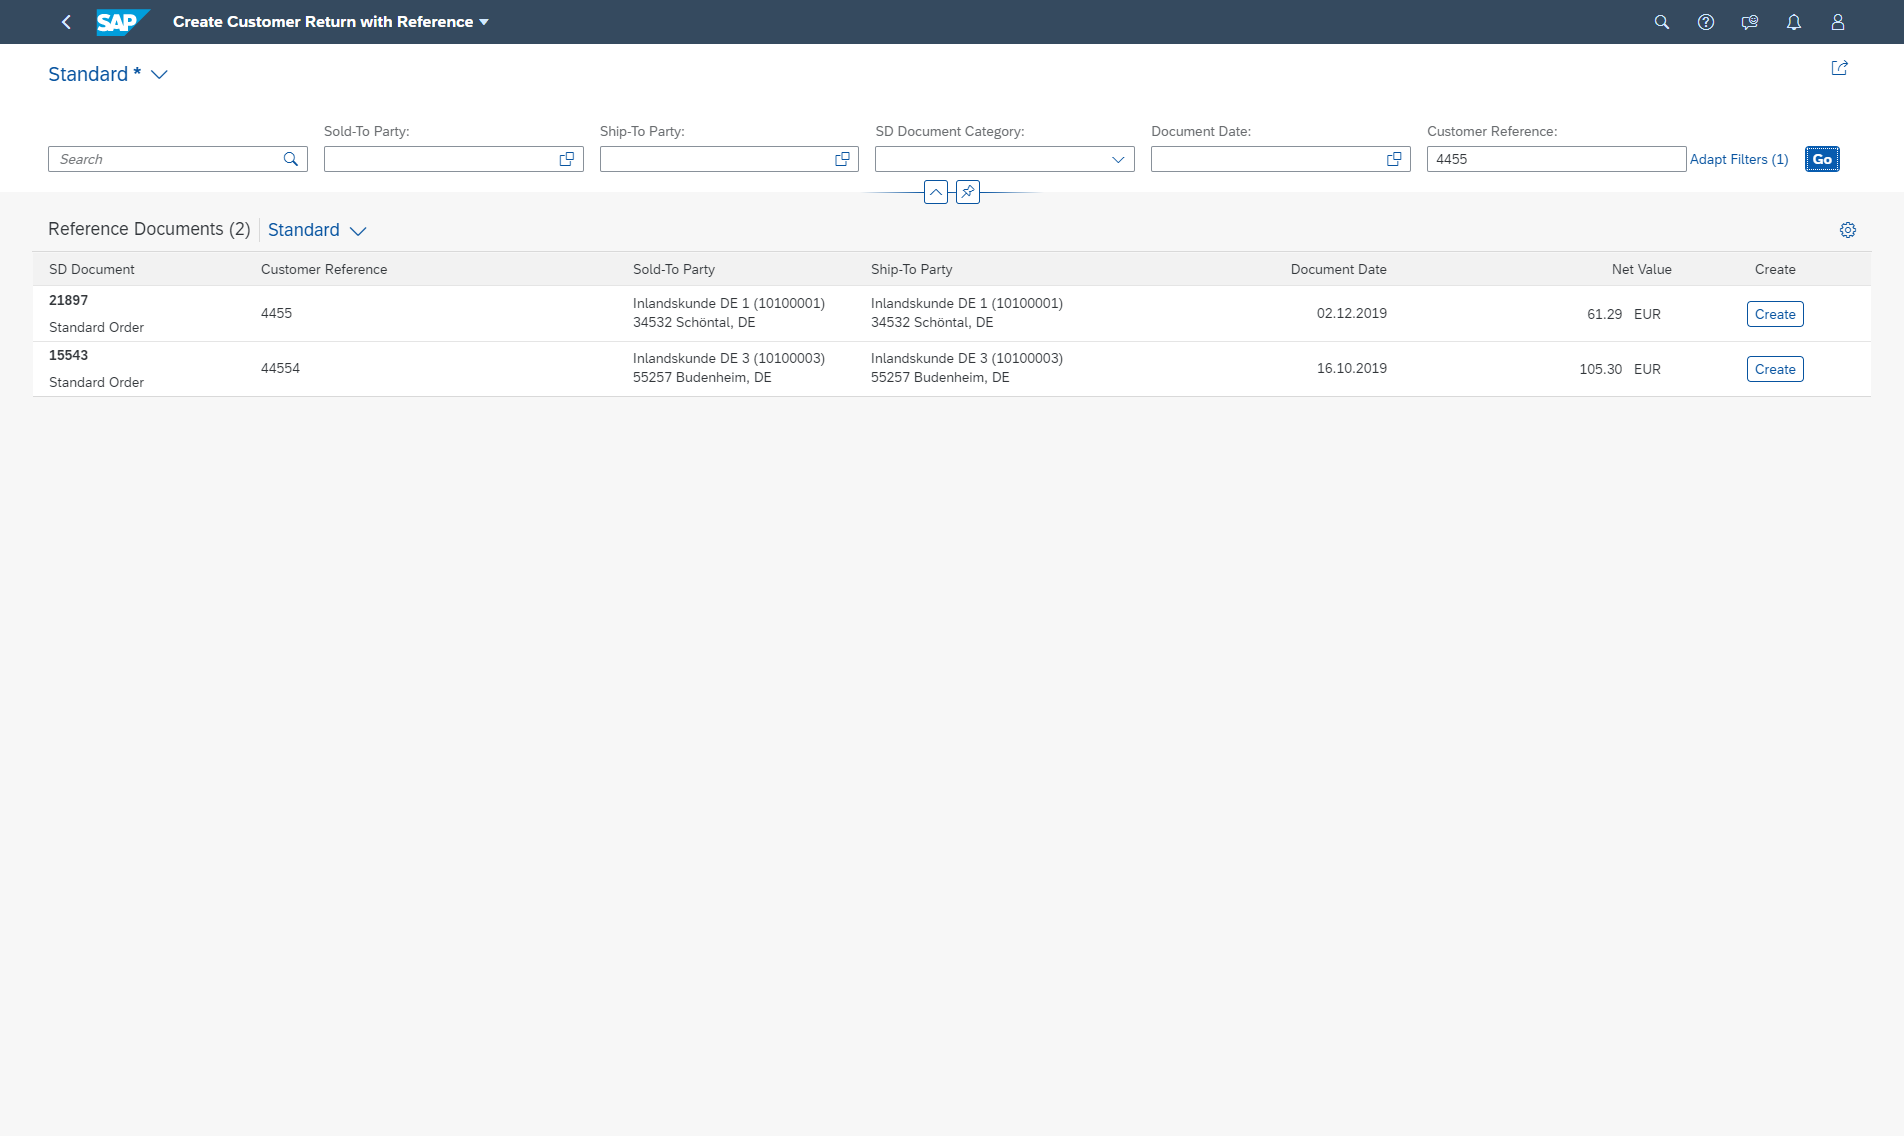 SAP Create Customer Return with Reference
Standard *
Sold-To Party: Ship-To Party: SD Document Category: Document Date: Customer Reference:
Search 4455 Adapt Filters (1) Go
Reference Documents (2) Standard
SD Document Customer Reference Sold-To Party Ship-To Party Document Date Net Value Create
21897
Standard Order
4455
Inlandskunde DE 1 (10100001)
34532 Schöntal, DE
Inlandskunde DE 1 (10100001)
34532 Schöntal, DE
02.12.2019
61.29 EUR
Create
15543
Standard Order
44554
Inlandskunde DE 3 (10100003)
55257 Budenheim, DE
Inlandskunde DE 3 (10100003)
55257 Budenheim, DE
16.10.2019
105.30 EUR
Create